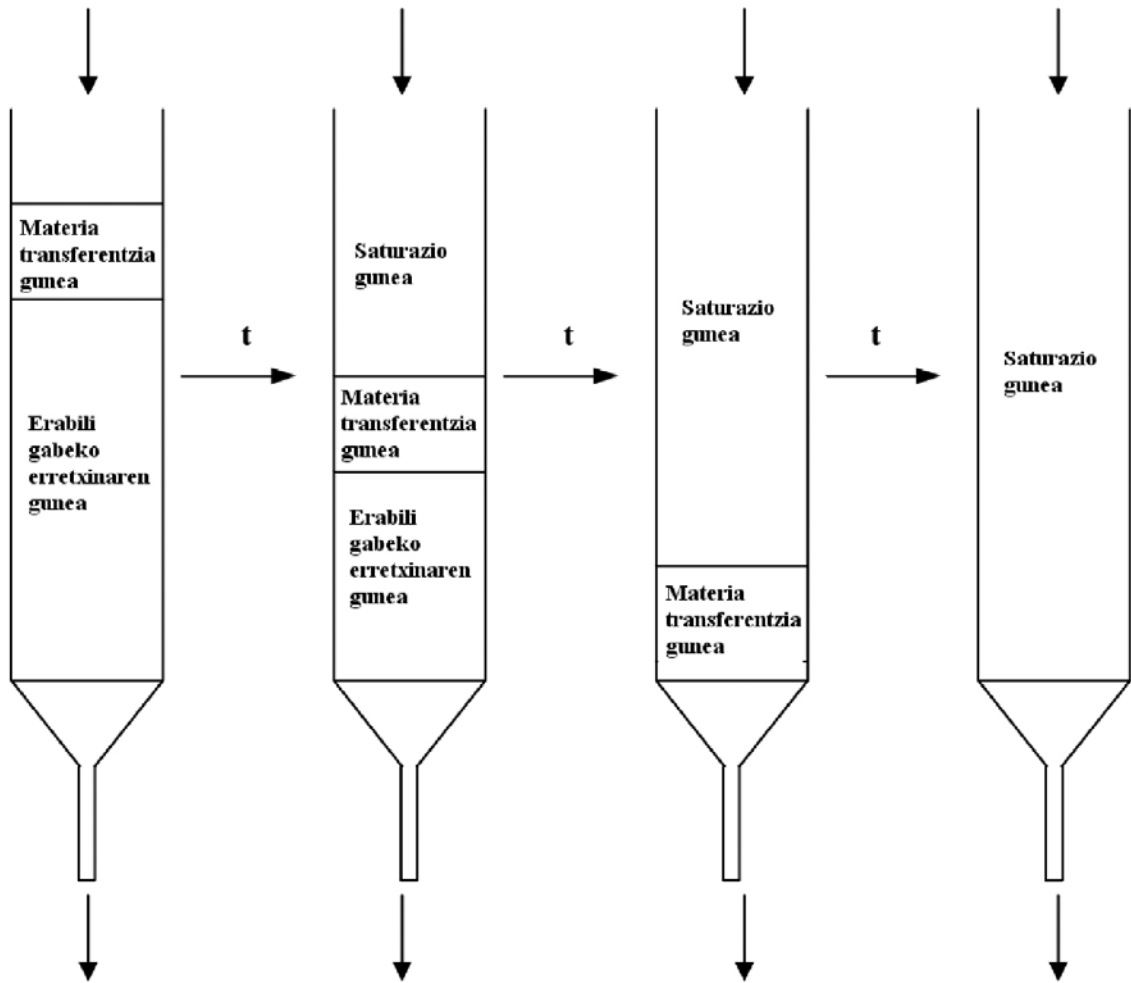 Materia
transferentzia
gunea
Erabili
gabeko
erretxinaren
gunea
t
Saturazio
gunea
Materia
transferentzia
gunea
Erabili
gabeko
erretxinaren
gunea
t
Saturazio
gunea
Materia
transferentzia
gunea
t
Saturazio
gunea